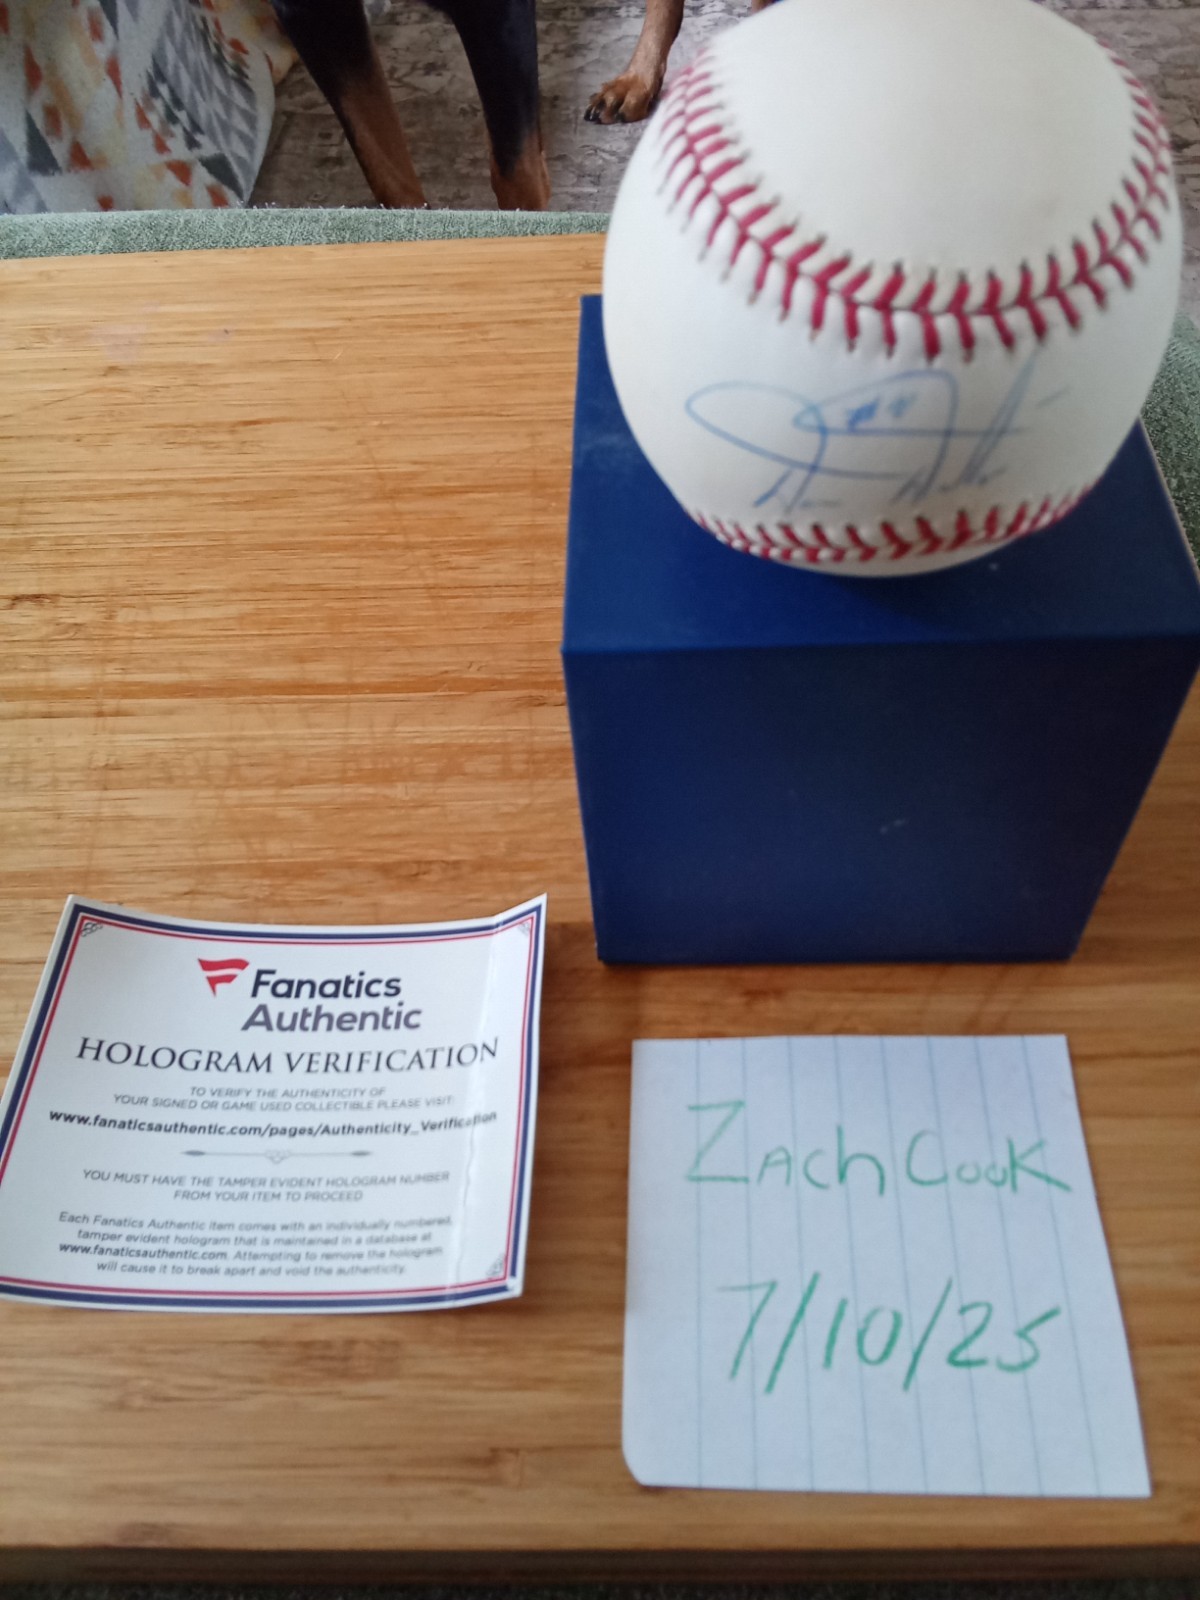 Fanatics
Authentic
HOLOGRAM VERIFICATION
TO VERIFY THE AUTHENTICITY OF
YOUR SIGNED OR GAME USED COLLECTIBLE PLEASE VISIT:
www.fanaticsauthentic.com/pages/Authenticity_Verification
YOU MUST HAVE THE TAMPER EVIDENT HOLOGRAM NUMBER
FROM YOUR ITEM TO PROCEED
Each Fanatics Authentic item comes with an individually numbered,
tamper evident hologram that is maintained in a database at
www.fanaticsauthentic.com. Attempting to remove the hologram
will cause it to break apart and void the authenticity.
Zach Cook
7/10/25